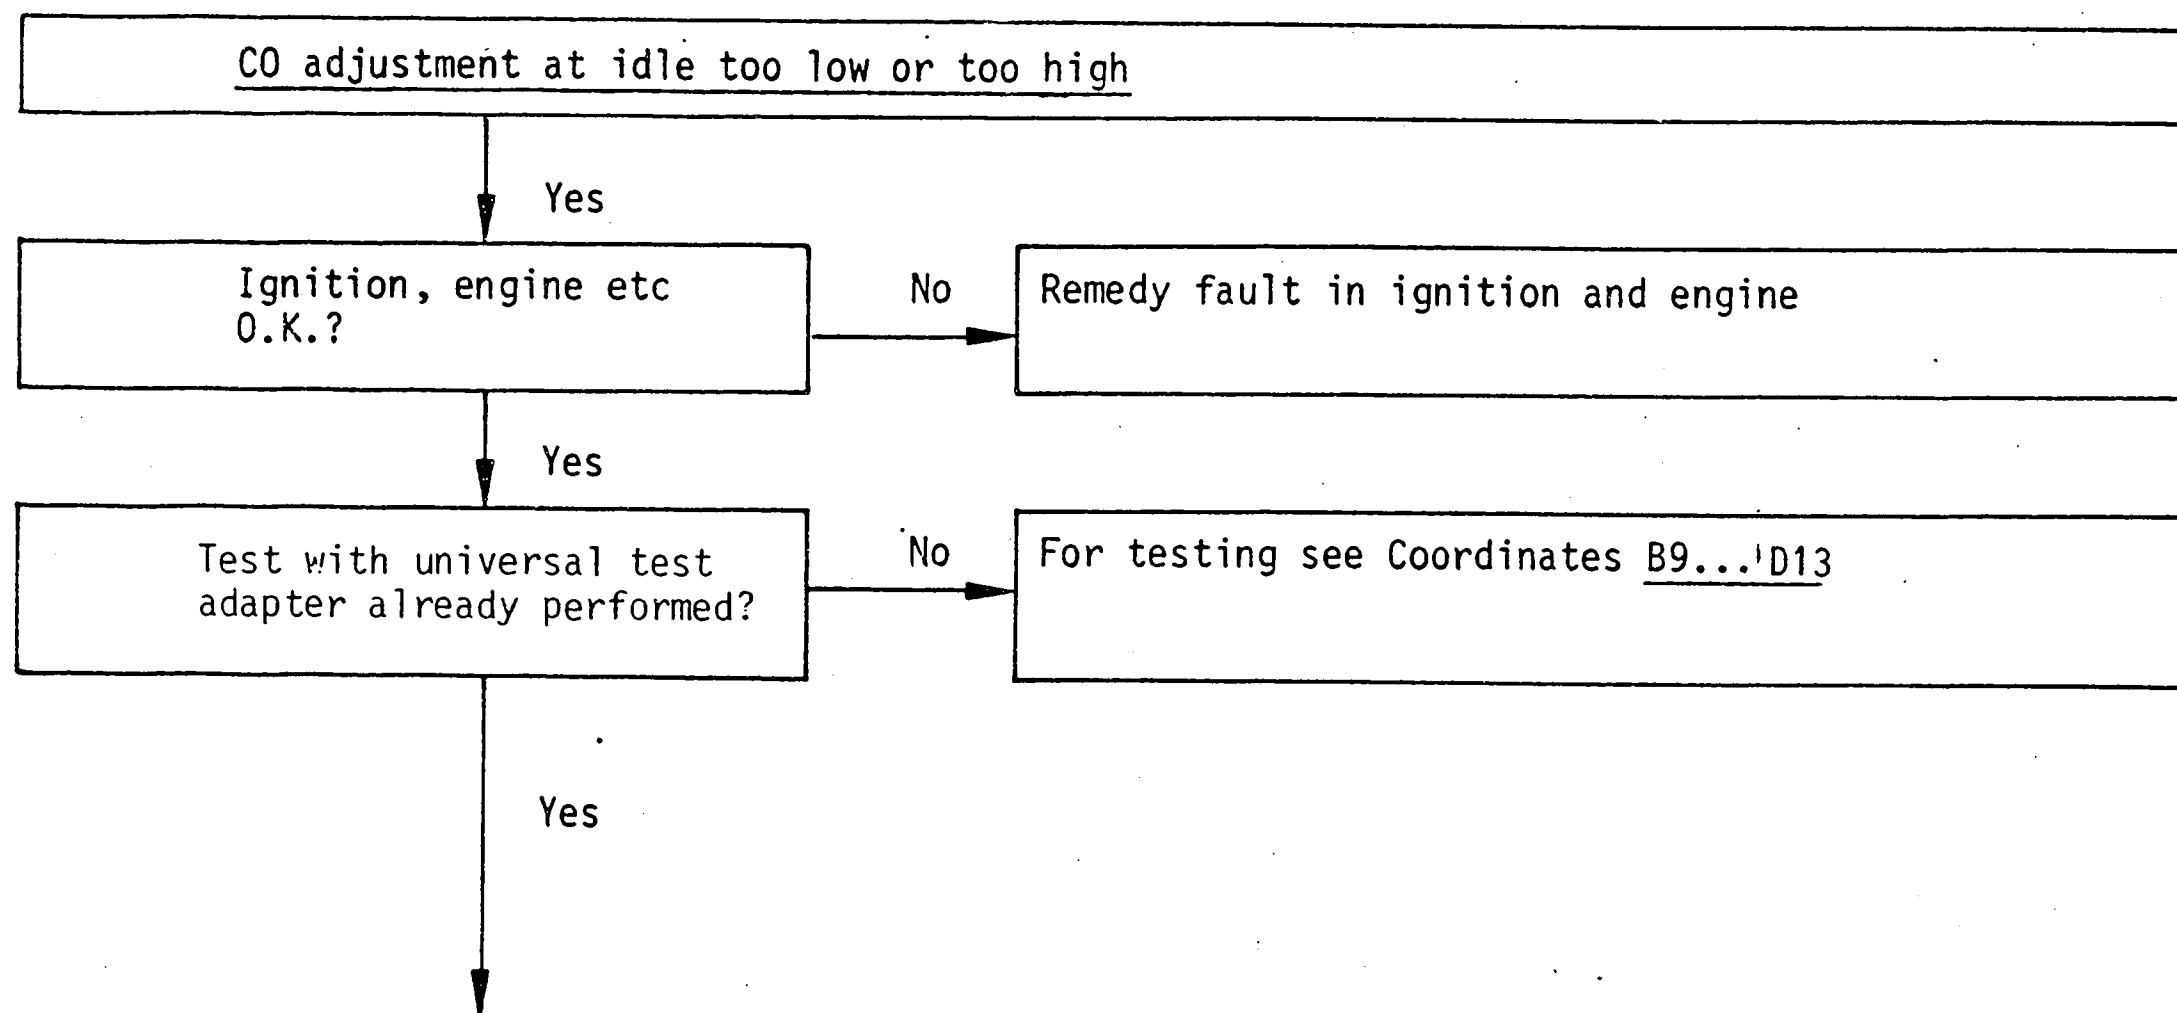 CO adjustment at idle too low or too high
Yes
Ignition, engine etc
O.K.?
No
Remedy fault in ignition and engine
Yes
Test with universal test
adapter already performed?
No
For testing see Coordinates B9...D13
Yes